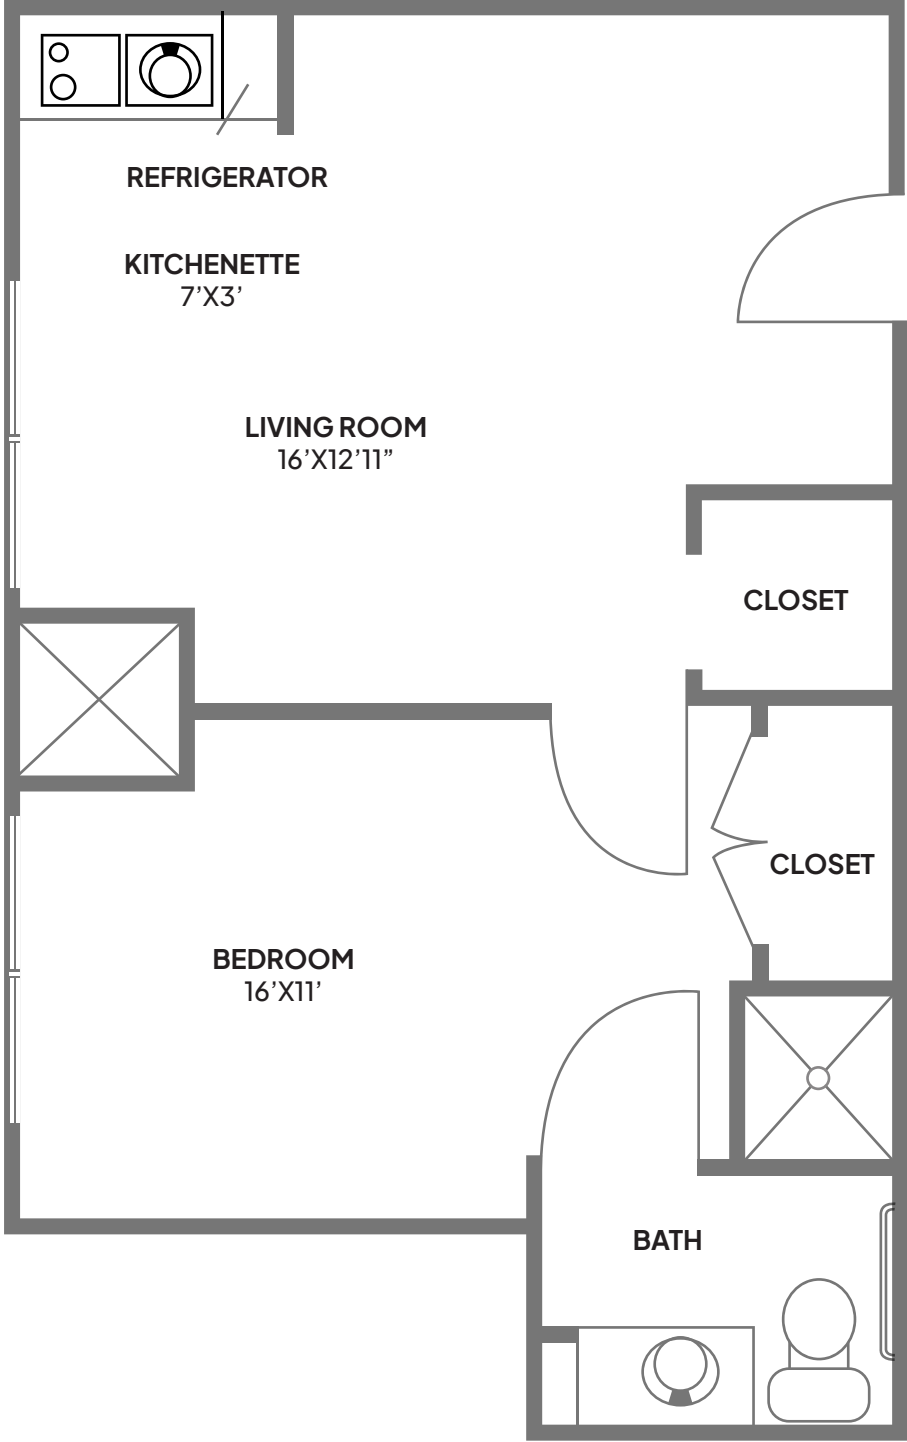 REFRIGERATOR
KITCHENETTE
7’X3’
LIVING ROOM
16’X12’11”
CLOSET
CLOSET
BEDROOM
16’X11’
BATH